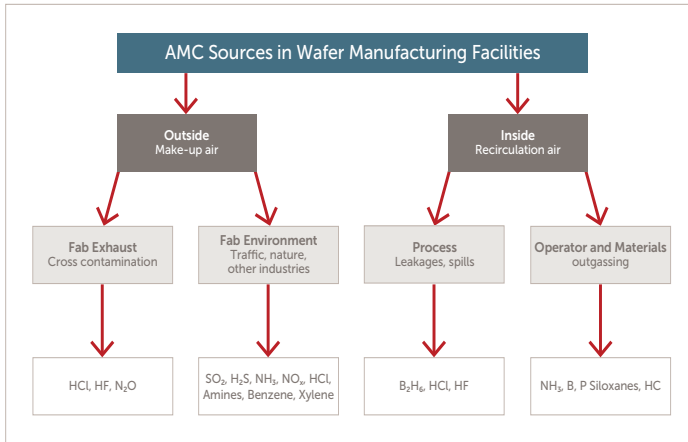 AMC Sources in Wafer Manufacturing Facilities
Outside
Make-up air
Inside
Recirculation air
Fab Exhaust
Cross contamination
Fab Environment
Traffic, nature,
other industries
Process
Leakages, spills
Operator and Materials
outgassing
HCl, HF, N₂O
SO₂, H₂S, NH₃, NOₓ, HCl,
Amines, Benzene, Xylene
B₂H₆, HCl, HF
NH₃, B, P Siloxanes, HC